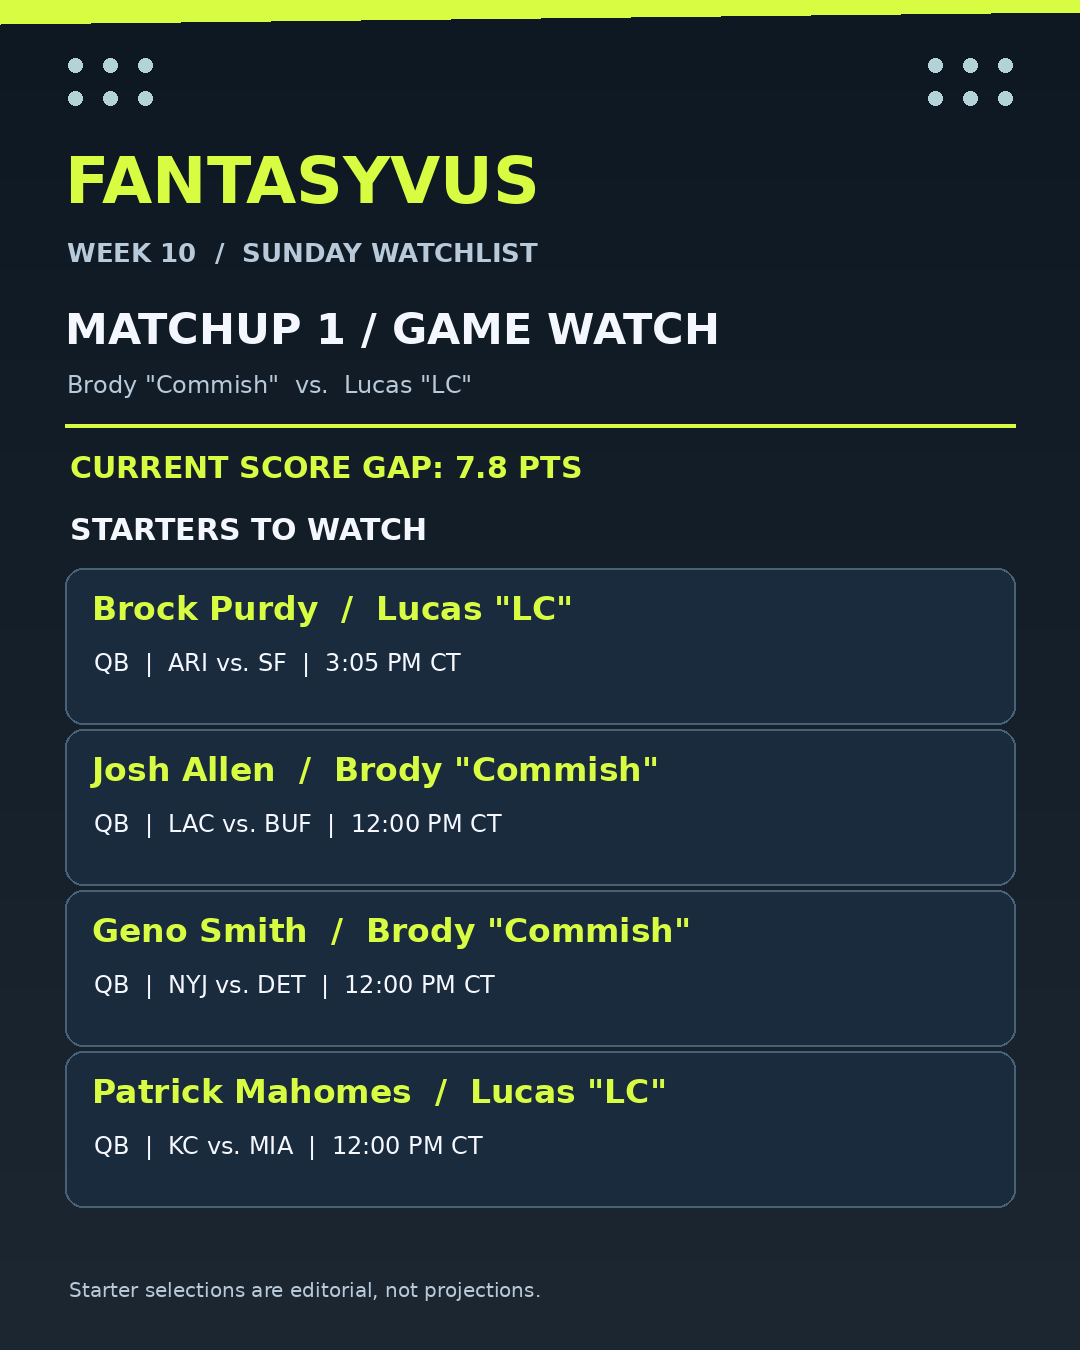 FANTASYVUS
WEEK 10 / SUNDAY WATCHLIST
MATCHUP 1 / GAME WATCH
Brody "Commish" vs. Lucas "LC"
CURRENT SCORE GAP: 7.8 PTS
STARTERS TO WATCH
Brock Purdy / Lucas "LC"
QB | ARI vs. SF | 3:05 PM CT
Josh Allen / Brody "Commish"
QB | LAC vs. BUF | 12:00 PM CT
Geno Smith / Brody "Commish"
QB | NYJ vs. DET | 12:00 PM CT
Patrick Mahomes / Lucas "LC"
QB | KC vs. MIA | 12:00 PM CT
Starter selections are editorial, not projections.